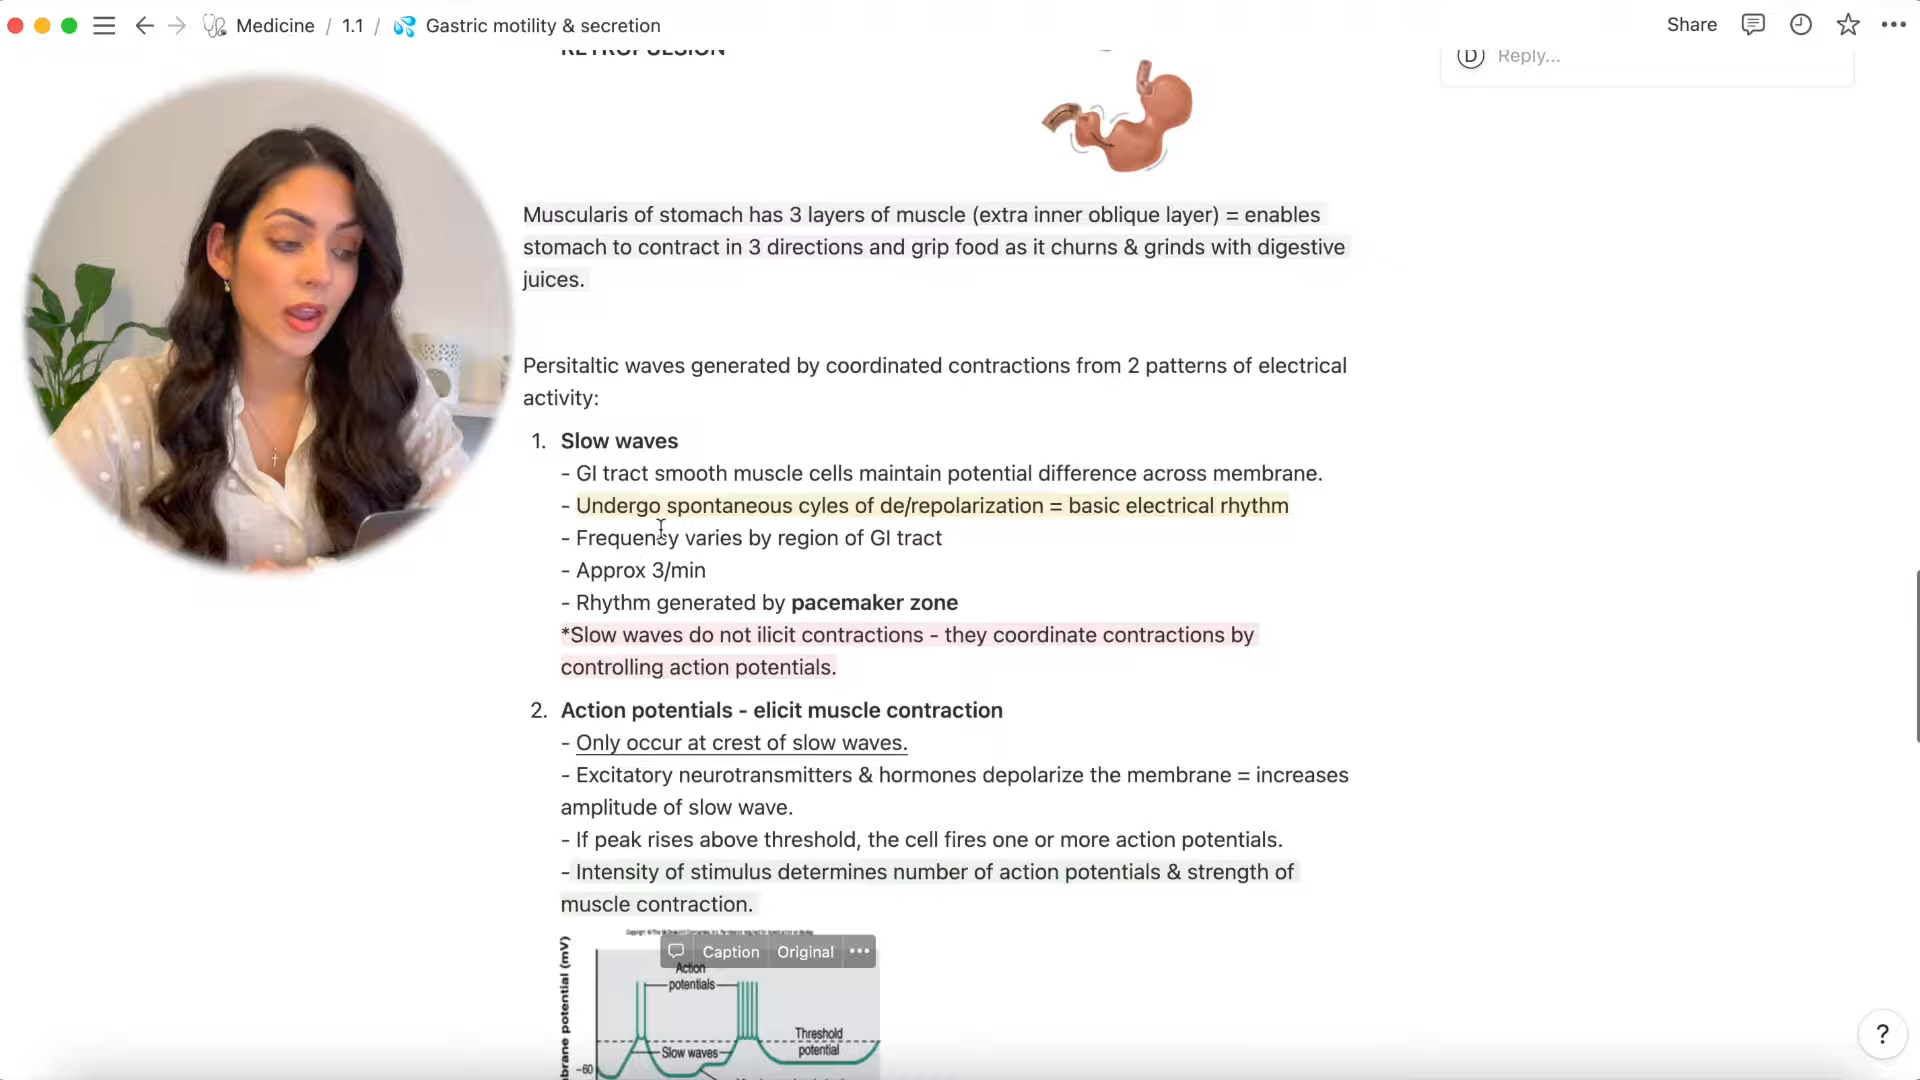 Medicine / 1.1 / Gastric motility & secretion
Share
RETROPULSION
D Reply...
Muscularis of stomach has 3 layers of muscle (extra inner oblique layer) = enables
stomach to contract in 3 directions and grip food as it churns & grinds with digestive
juices.
Persitaltic waves generated by coordinated contractions from 2 patterns of electrical
activity:
1. Slow waves
- GI tract smooth muscle cells maintain potential difference across membrane.
- Undergo spontaneous cyles of de/repolarization = basic electrical rhythm
- Frequency varies by region of GI tract
- Approx 3/min
- Rhythm generated by pacemaker zone
*Slow waves do not ilicit contractions - they coordinate contractions by
controlling action potentials.
2. Action potentials - elicit muscle contraction
- Only occur at crest of slow waves.
- Excitatory neurotransmitters & hormones depolarize the membrane = increases
amplitude of slow wave.
- If peak rises above threshold, the cell fires one or more action potentials.
- Intensity of stimulus determines number of action potentials & strength of
muscle contraction.
Caption Original
Action
potentials
Threshold
potential
Slow waves
-60
brane potential (mV)
?